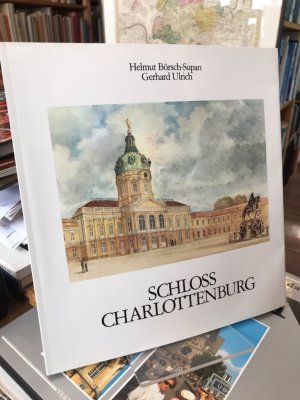 Helmut Börsch-Supan
Gerhard Ulrich
SCHLOSS
CHARLOTTENBURG